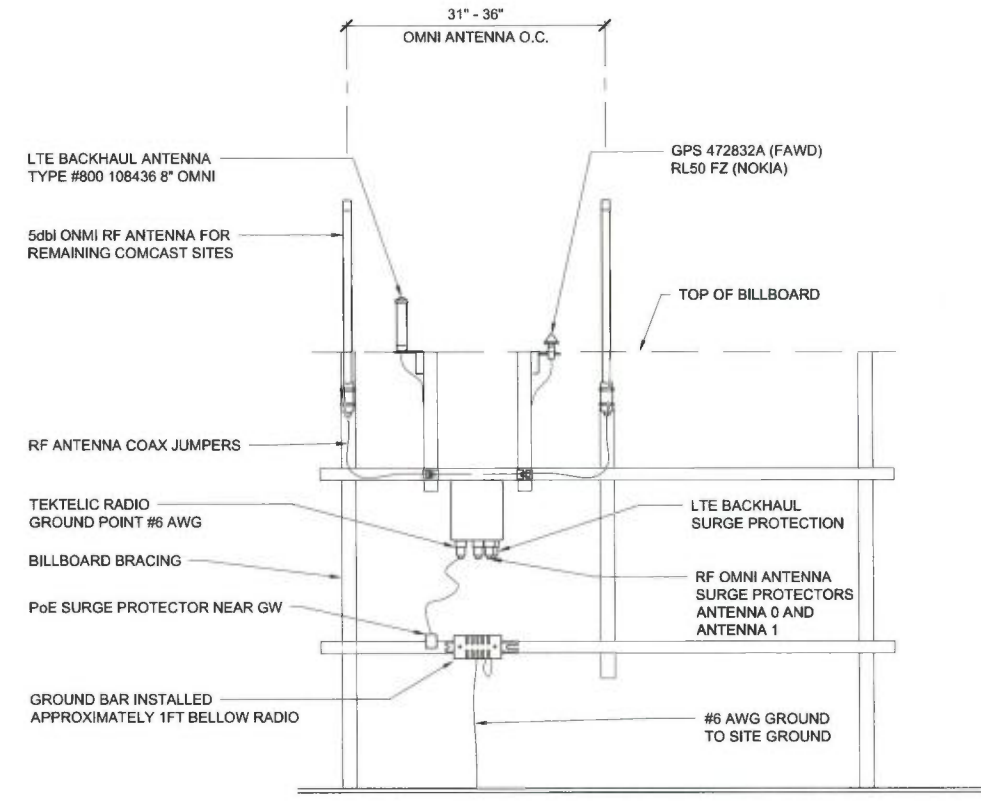 31" - 36"
OMNI ANTENNA O.C.
LTE BACKHAUL ANTENNA
TYPE #800 108436 8" OMNI
GPS 472832A (FAWD)
RL50 FZ (NOKIA)
5dbI ONMI RF ANTENNA FOR
REMAINING COMCAST SITES
TOP OF BILLBOARD
RF ANTENNA COAX JUMPERS
TEKTELIC RADIO
GROUND POINT #6 AWG
LTE BACKHAUL
SURGE PROTECTION
BILLBOARD BRACING
RF OMNI ANTENNA
SURGE PROTECTORS
ANTENNA 0 AND
ANTENNA 1
PoE SURGE PROTECTOR NEAR GW
GROUND BAR INSTALLED
APPROXIMATELY 1FT BELLOW RADIO
#6 AWG GROUND
TO SITE GROUND